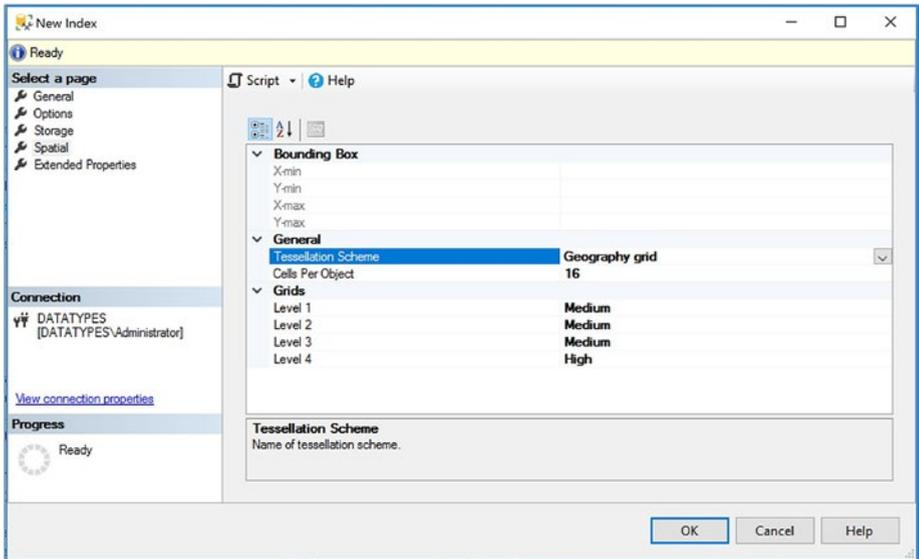 New Index
Ready
Select a page
General
Options
Storage
Spatial
Extended Properties
Connection
DATATYPES
[DATATYPES\Administrator]
View connection properties
Progress
Ready
Script Help
Bounding Box
X-min
Y-min
X-max
Y-max
General
Tessellation Scheme Geography grid
Cells Per Object 16
Grids
Level 1 Medium
Level 2 Medium
Level 3 Medium
Level 4 High
Tessellation Scheme
Name of tessellation scheme.
OK Cancel Help